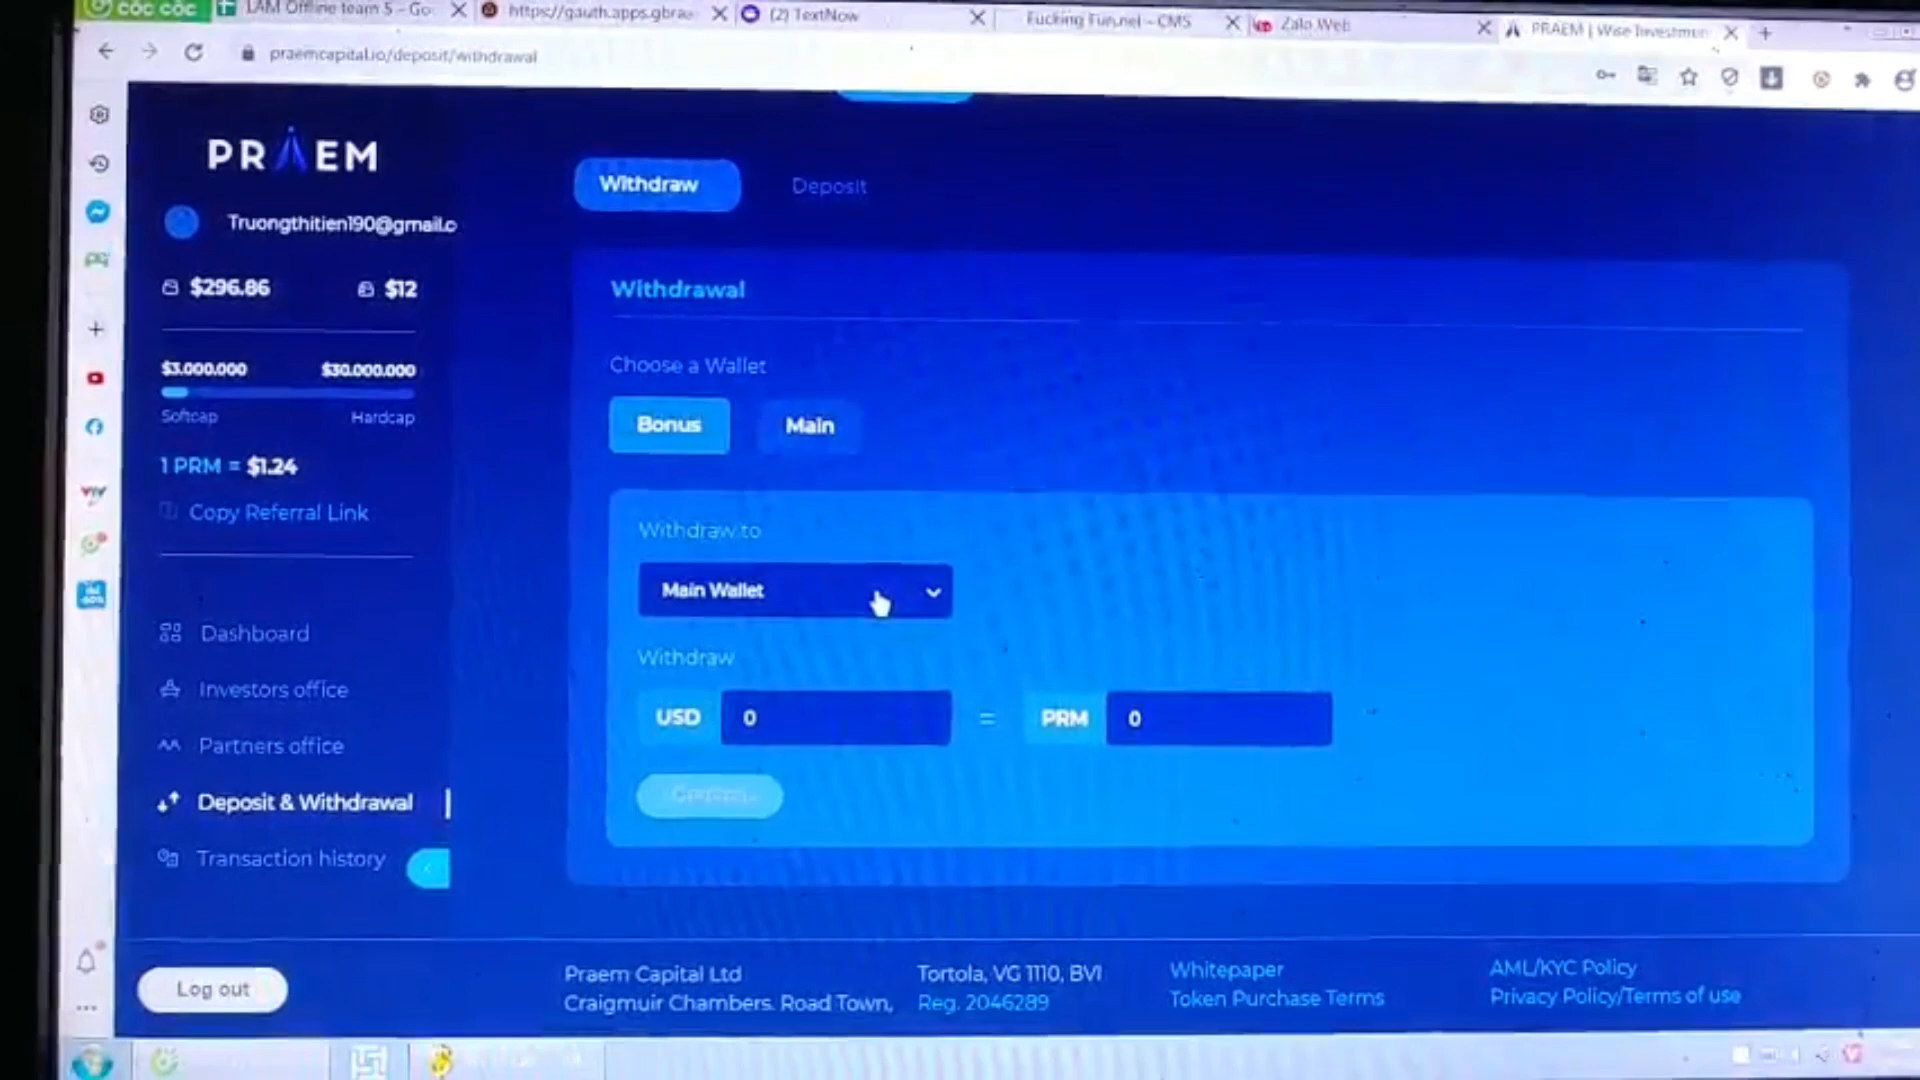 cốc cốc
LAM Offline team 5 - Go
https://gauth.apps.gbrae
(2) TextNow
Fucking Funnel - CMS
Zalo Web
PRAEM | Wise Investmen
praemcapital.io/deposit/withdrawal
PRAEM
Truongthitien190@gmail.c
$296.86
$12
$3.000.000
$30.000.000
Softcap
Hardcap
1 PRM = $1.24
Copy Referral Link
Dashboard
Investors office
Partners office
Deposit & Withdrawal
Transaction history
Log out
Withdraw
Deposit
Withdrawal
Choose a Wallet
Bonus
Main
Withdraw to
Main Wallet
Withdraw
USD 0 = PRM 0
Praem Capital Ltd
Craigmuir Chambers. Road Town,
Tortola, VG 1110, BVI
Reg. 2046289
Whitepaper
Token Purchase Terms
AML/KYC Policy
Privacy Policy/Terms of use